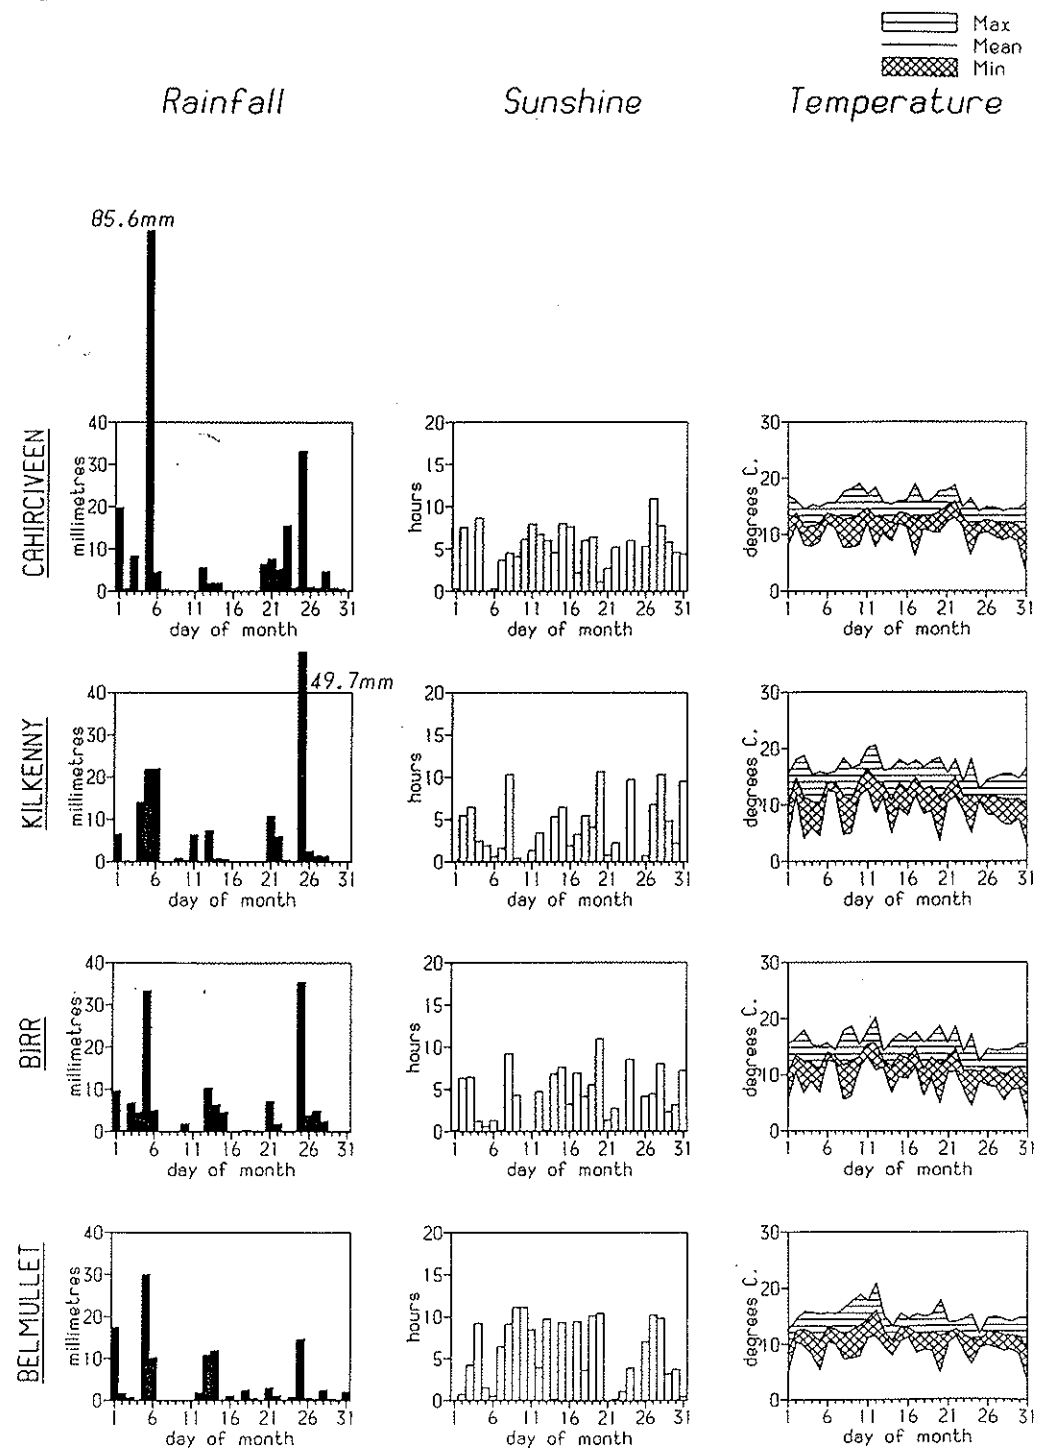 Max
Mean
Min
Rainfall Sunshine Temperature
85.6mm
CAHIRCIVEEN
millimetres
40
30
20
10
0
1 6 11 16 21 26 31
day of month
hours
20
15
10
5
0
1 6 11 16 21 26 31
day of month
degrees C.
30
20
10
0
1 6 11 16 21 26 31
day of month
KILKENNY
49.7mm
millimetres
40
30
20
10
0
1 6 11 16 21 26 31
day of month
hours
20
15
10
5
0
1 6 11 16 21 26 31
day of month
degrees C.
30
20
10
0
1 6 11 16 21 26 31
day of month
BIRR
millimetres
40
30
20
10
0
1 6 11 16 21 26 31
day of month
hours
20
15
10
5
0
1 6 11 16 21 26 31
day of month
degrees C.
30
20
10
0
1 6 11 16 21 26 31
day of month
BELMULLET
millimetres
40
30
20
10
0
1 6 11 16 21 26 31
day of month
hours
20
15
10
5
0
1 6 11 16 21 26 31
day of month
degrees C.
30
20
10
0
1 6 11 16 21 26 31
day of month